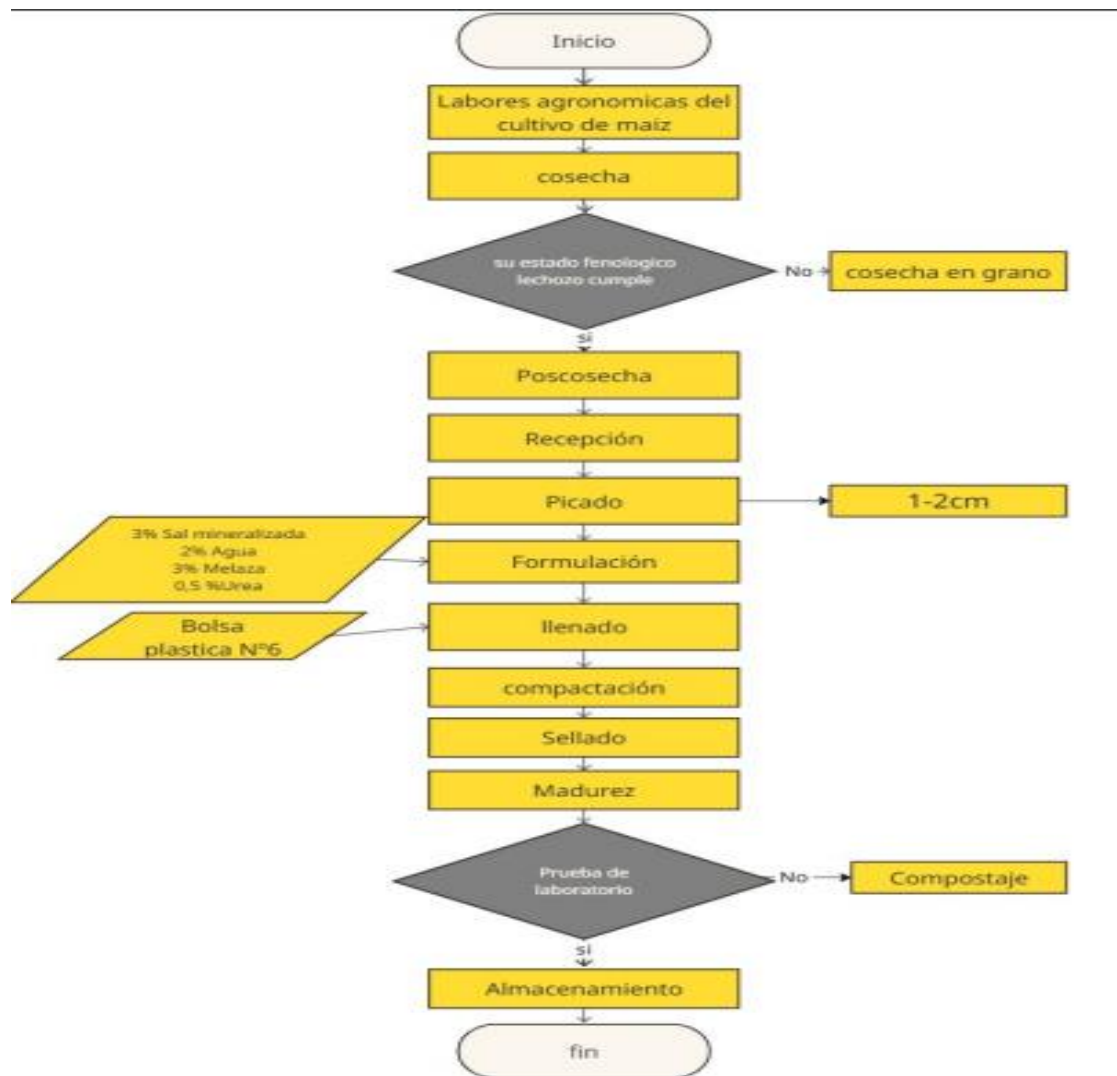 Inicio
Labores agronomicas del
cultivo de maiz
cosecha
su estado fenologico
lechozo cumple
No
cosecha en grano
si
Poscosecha
Recepción
Picado
1-2cm
3% Sal mineralizada
2% Agua
3% Melaza
0,5 %Urea
Formulación
Bolsa
plastica Nº6
llenado
compactación
Sellado
Madurez
Prueba de
laboratorio
No
Compostaje
si
Almacenamiento
fin